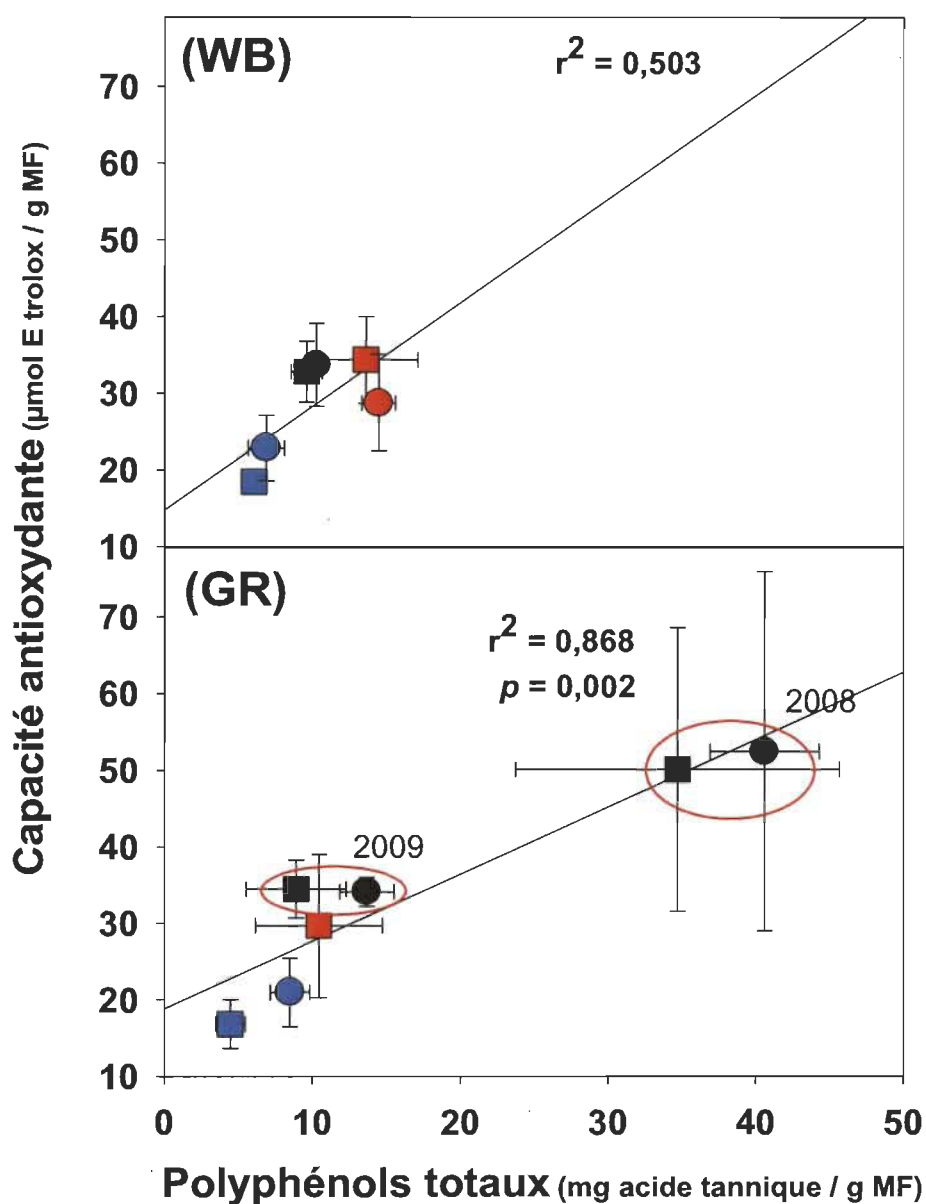 Capacité antioxydante (µmol E trolox / g MF)
(WB)
r² = 0,503
70
60
50
40
30
20
10
(GR)
r² = 0,868
p = 0,002
2008
2009
70
60
50
40
30
20
10
0 10 20 30 40 50
Polyphénols totaux (mg acide tannique / g MF)